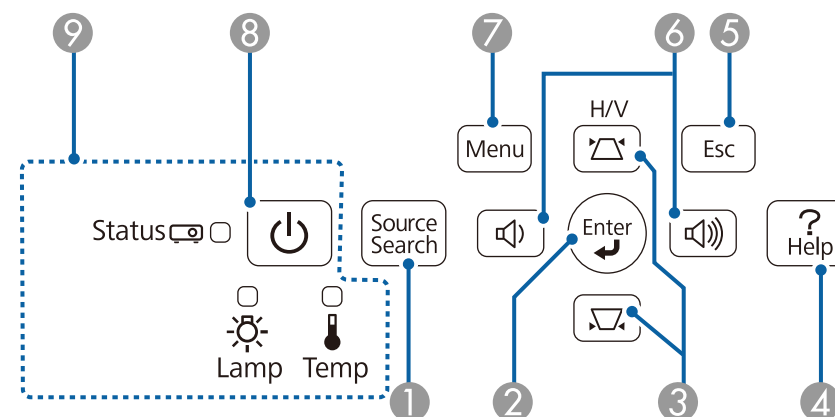 9
8
7
6
5
H/V
Menu
Esc
Status
Source
Search
Enter
?
Help
Lamp
Temp
1
2
3
4